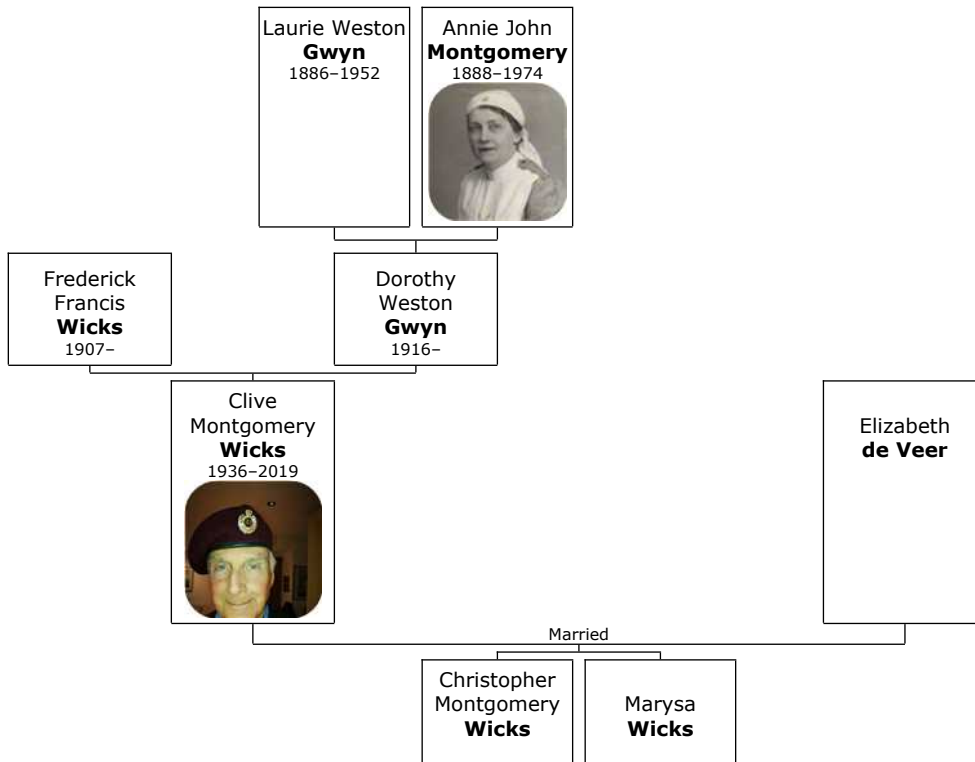 Laurie Weston
Gwyn
1886–1952
Annie John
Montgomery
1888–1974
Frederick
Francis
Wicks
1907–
Dorothy
Weston
Gwyn
1916–
Clive
Montgomery
Wicks
1936–2019
Elizabeth
de Veer
Married
Christopher
Montgomery
Wicks
Marysa
Wicks